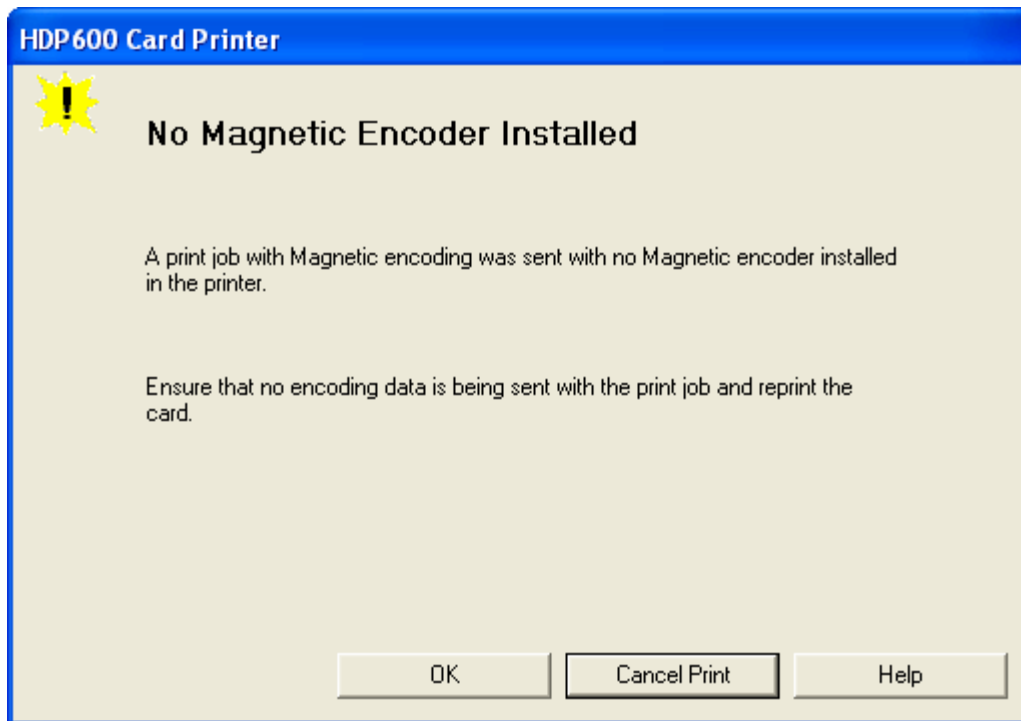 HDP600 Card Printer
No Magnetic Encoder Installed
A print job with Magnetic encoding was sent with no Magnetic encoder installed
in the printer.
Ensure that no encoding data is being sent with the print job and reprint the
card.
OK
Cancel Print
Help